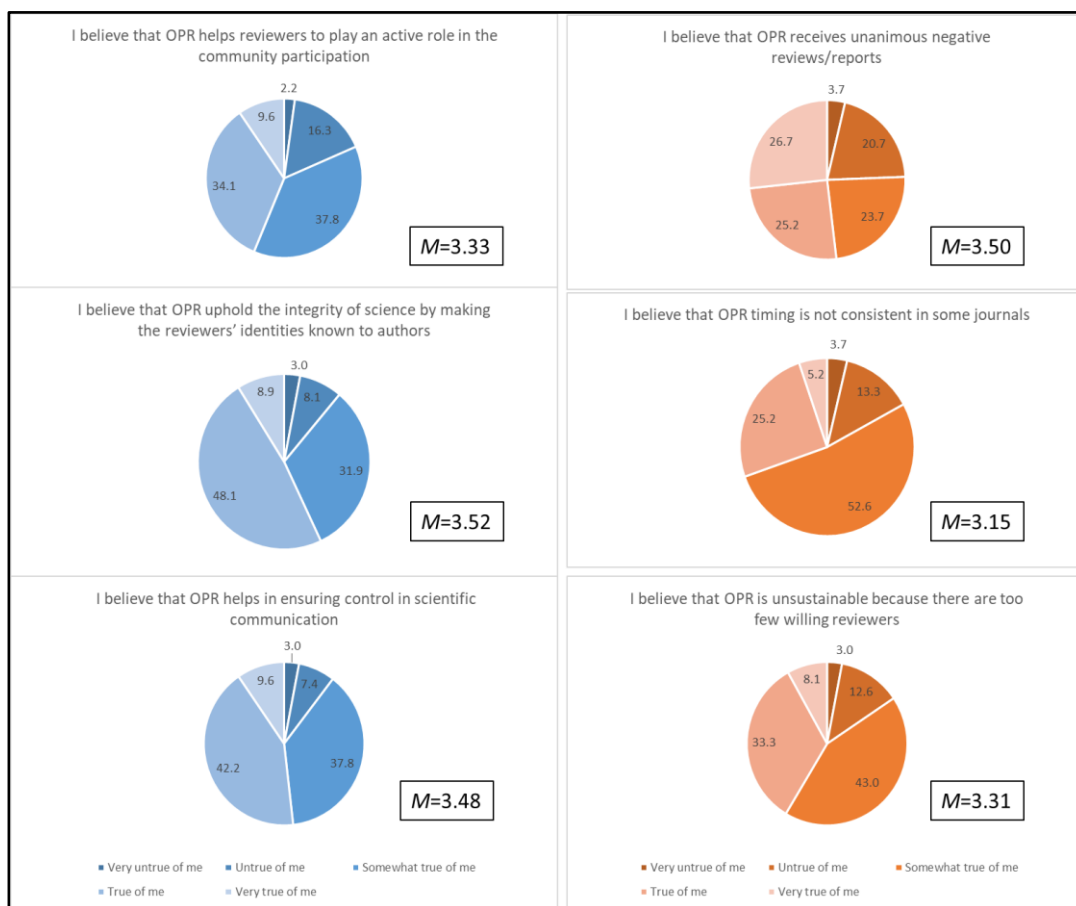 I believe that OPR helps reviewers to play an active role in the
community participation
2.2
9.6
16.3
34.1
37.8
M=3.33
I believe that OPR receives unanimous negative
reviews/reports
3.7
26.7
20.7
25.2
23.7
M=3.50
I believe that OPR uphold the integrity of science by making
the reviewers’ identities known to authors
3.0
8.9
8.1
31.9
48.1
M=3.52
I believe that OPR timing is not consistent in some journals
3.7
5.2
13.3
25.2
52.6
M=3.15
I believe that OPR helps in ensuring control in scientific
communication
3.0
9.6
7.4
42.2
37.8
M=3.48
Very untrue of me
Untrue of me
Somewhat true of me
True of me
Very true of me
I believe that OPR is unsustainable because there are too
few willing reviewers
3.0
8.1
12.6
33.3
43.0
M=3.31
Very untrue of me
Untrue of me
Somewhat true of me
True of me
Very true of me